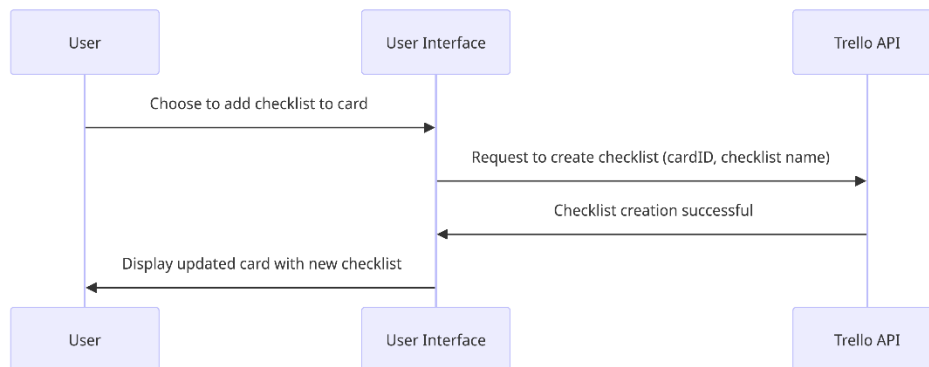 User
User Interface
Trello API
Choose to add checklist to card
Request to create checklist (cardID, checklist name)
Checklist creation successful
Display updated card with new checklist
User
User Interface
Trello API